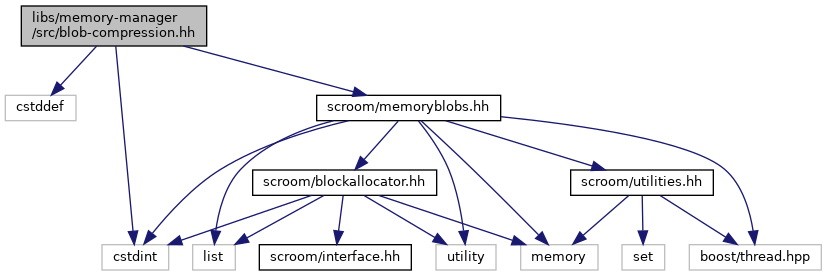 libs/memory-manager
/src/blob-compression.hh
cstddef
scroom/memoryblobs.hh
scroom/blockallocator.hh
scroom/utilities.hh
cstdint
list
scroom/interface.hh
utility
memory
set
boost/thread.hpp